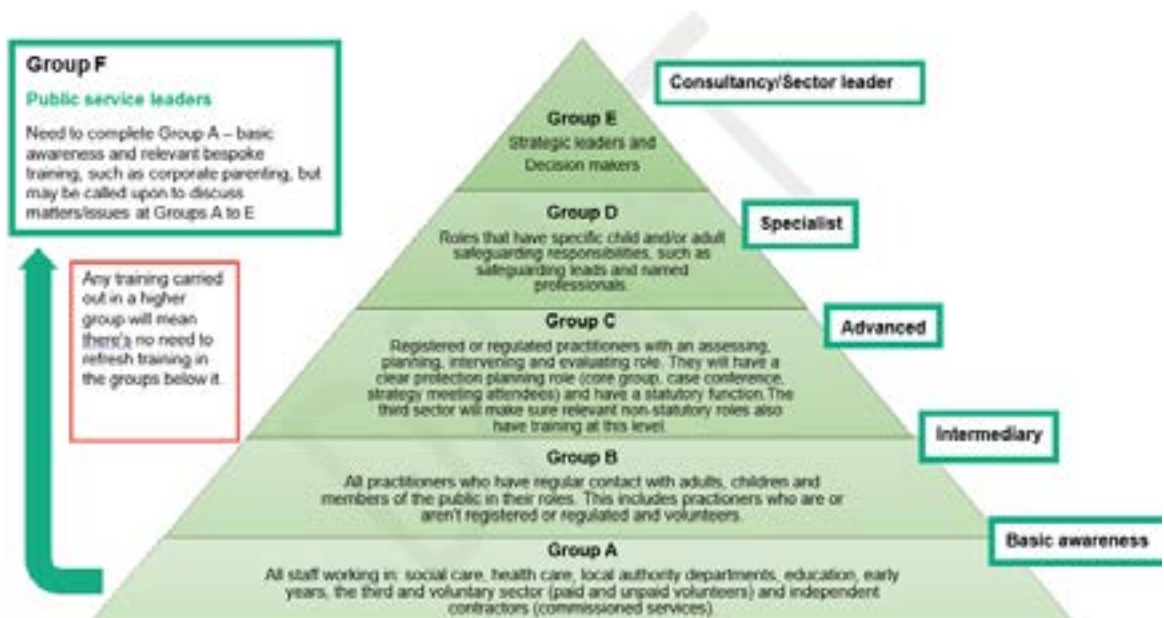 Group F
Public service leaders
Need to complete Group A – basic
awareness and relevant bespoke
training, such as corporate parenting, but
may be called upon to discuss
matters/issues at Groups A to E
Any training carried
out in a higher
group will mean
there's no need to
refresh training in
the groups below it.
Consultancy/Sector leader
Group E
Strategic leaders and
Decision makers
Specialist
Group D
Roles that have specific child and/or adult
safeguarding responsibilities, such as
safeguarding leads and named
professionals.
Advanced
Group C
Registered or regulated practitioners with an assessing,
planning, intervening and evaluating role. They will have a
clear protection planning role (core group, case conference,
strategy meeting attendees) and have a statutory function. The
third sector will make sure relevant non-statutory roles also
have training at this level.
Intermediary
Group B
All practitioners who have regular contact with adults, children and
members of the public in their roles. This includes practioners who are or
aren't registered or regulated and volunteers.
Basic awareness
Group A
All staff working in: social care, health care, local authority departments, education, early
years, the third and voluntary sector (paid and unpaid volunteers) and independent
contractors (commissioned services).